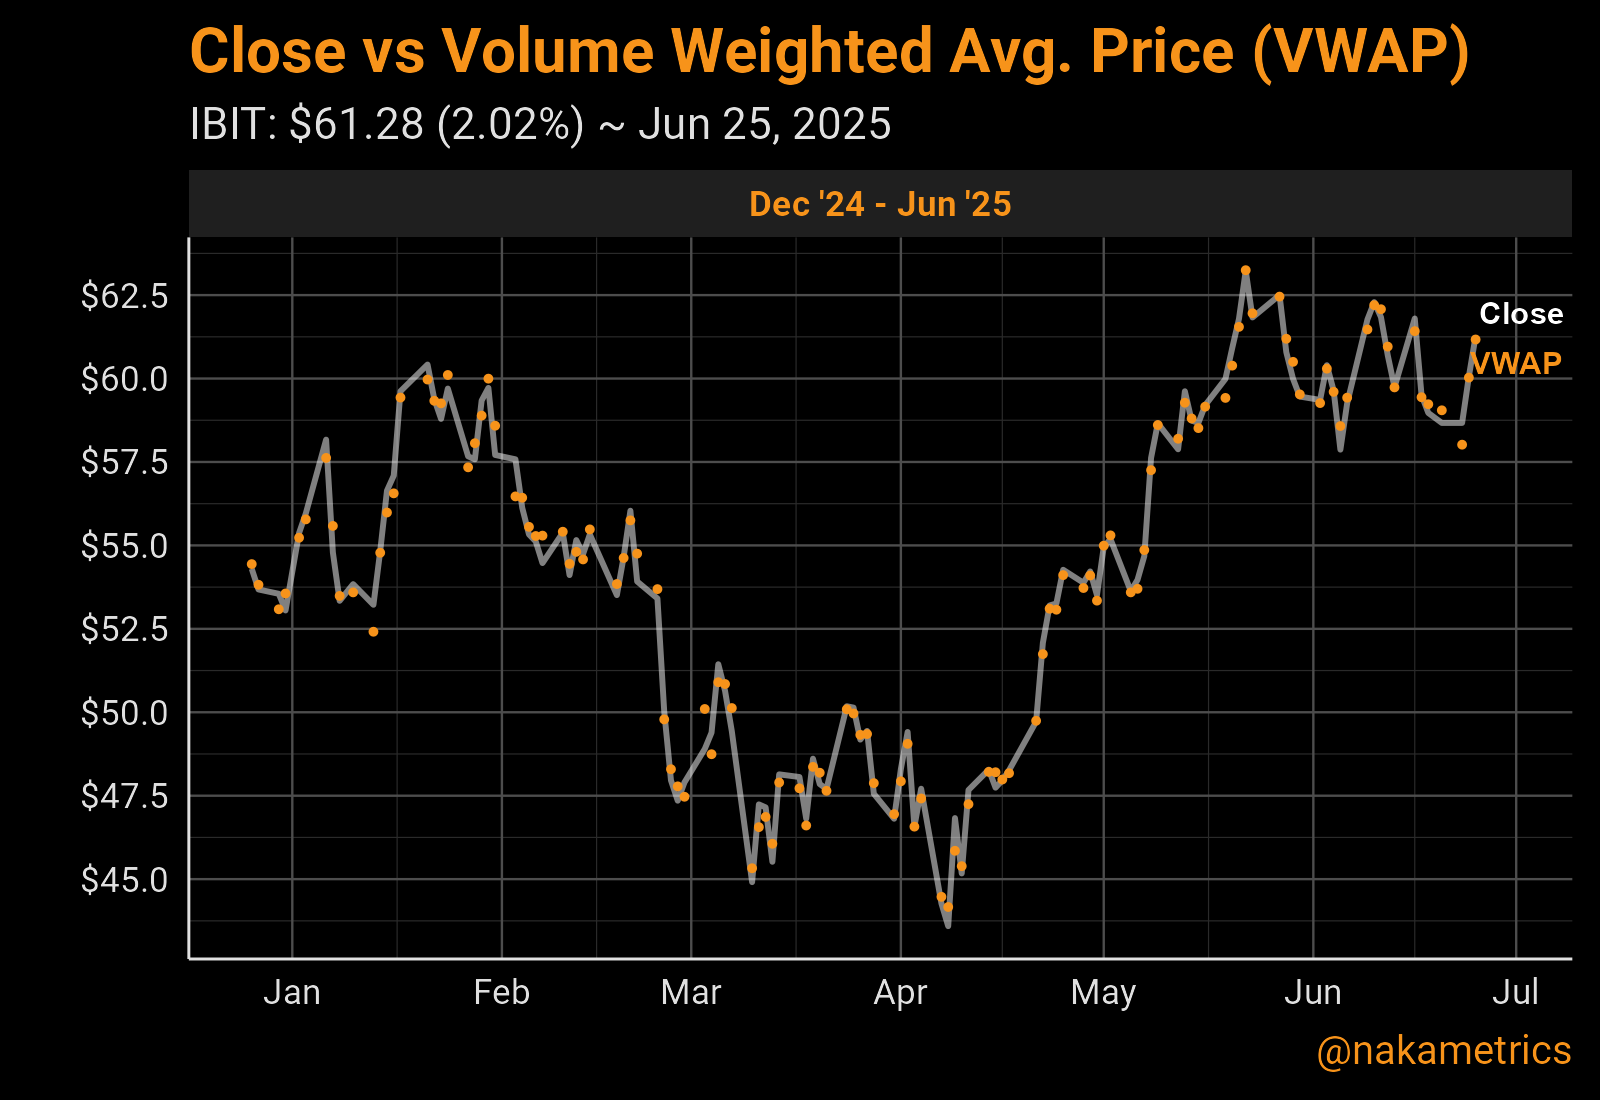 Close vs Volume Weighted Avg. Price (VWAP)
IBIT: $61.28 (2.02%) ~ Jun 25, 2025
Dec '24 - Jun '25
$62.5
$60.0
$57.5
$55.0
$52.5
$50.0
$47.5
$45.0
Close
VWAP
Jan Feb Mar Apr May Jun Jul
@nakametrics